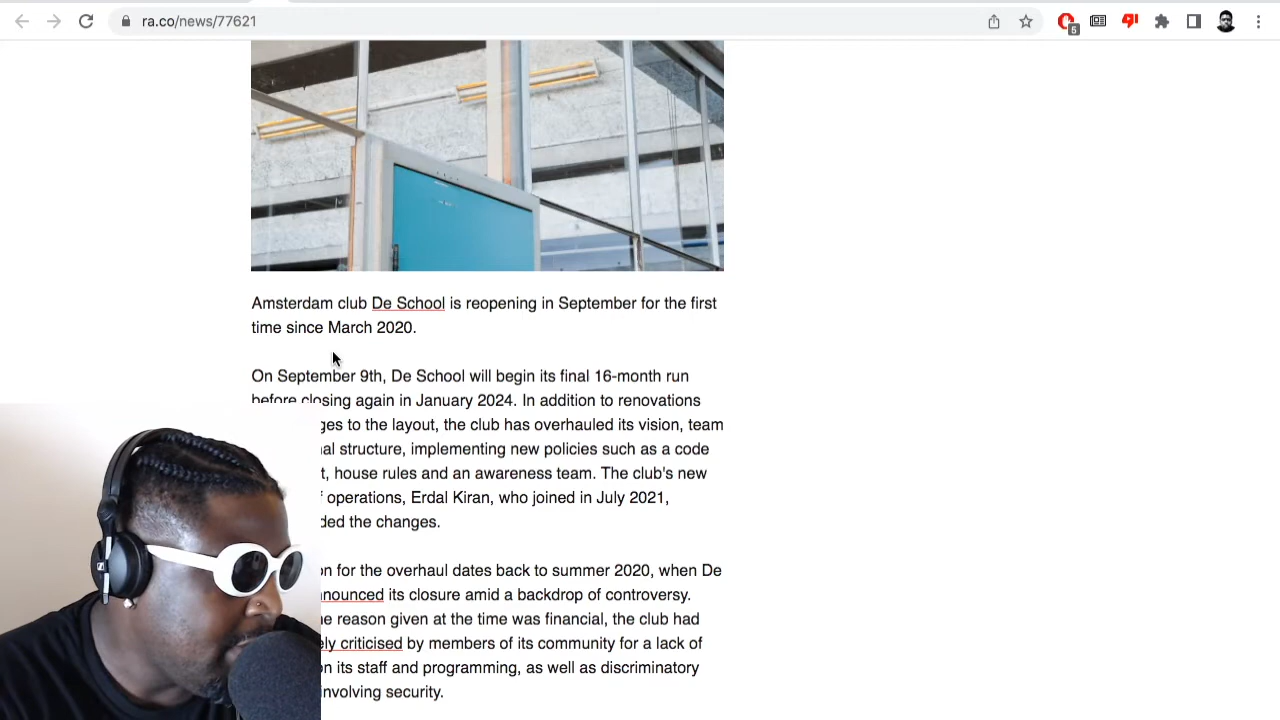 ra.co/news/77621
5
Amsterdam club De School is reopening in September for the first
time since March 2020.
On September 9th, De School will begin its final 16-month run
before closing again in January 2024. In addition to renovations
ges to the layout, the club has overhauled its vision, team
al structure, implementing new policies such as a code
t, house rules and an awareness team. The club's new
f operations, Erdal Kiran, who joined in July 2021,
ded the changes.
n for the overhaul dates back to summer 2020, when De
nounced its closure amid a backdrop of controversy.
e reason given at the time was financial, the club had
ely criticised by members of its community for a lack of
n its staff and programming, as well as discriminatory
involving security.